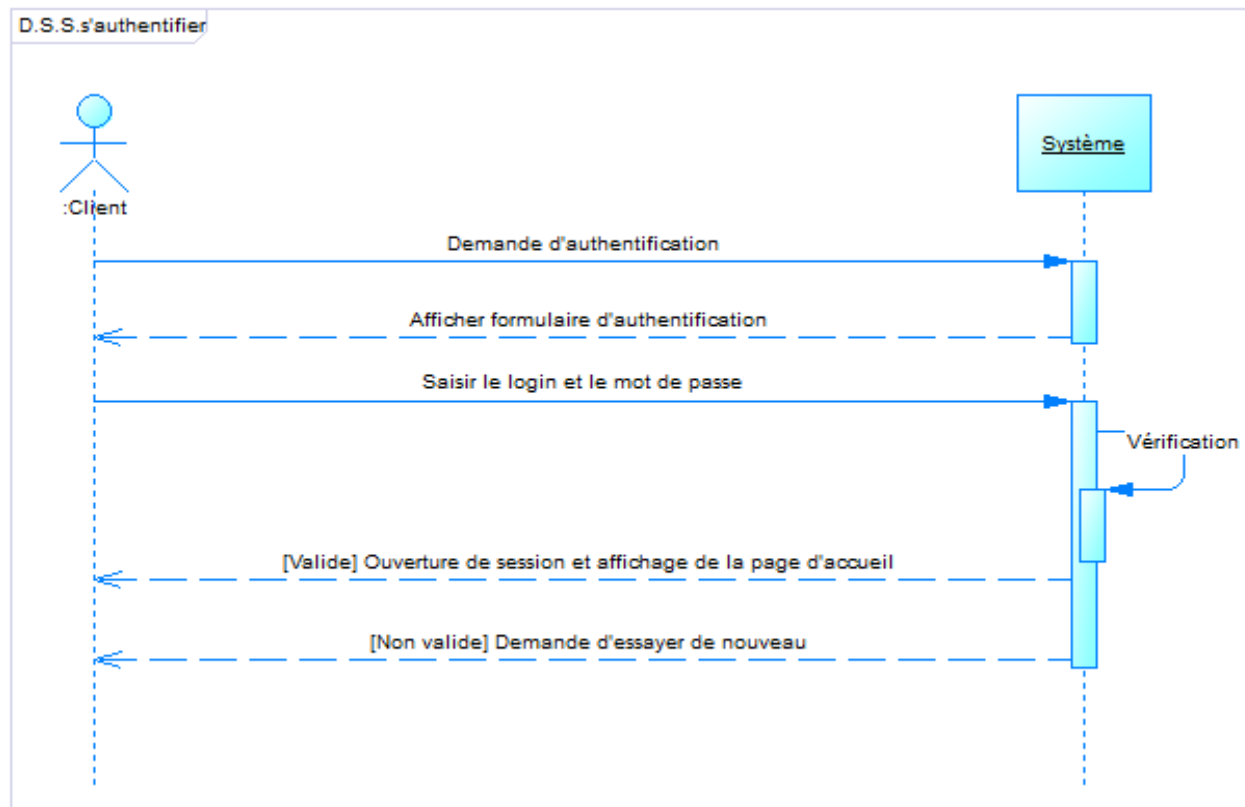 D.S.S.s'authentifier
:Client
Système
Demande d'authentification
Afficher formulaire d'authentification
Saisir le login et le mot de passe
Vérification
[Valide] Ouverture de session et affichage de la page d'accueil
[Non valide] Demande d'essayer de nouveau